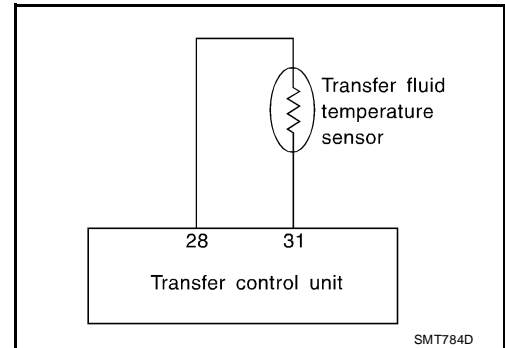 Transfer fluid
temperature
sensor
28 31
Transfer control unit
SMT784D